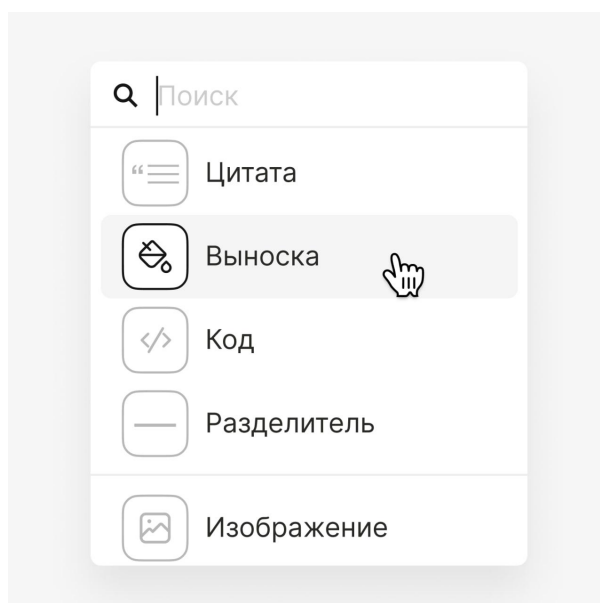 Поиск
Цитата
Выноска
Код
Разделитель
Изображение